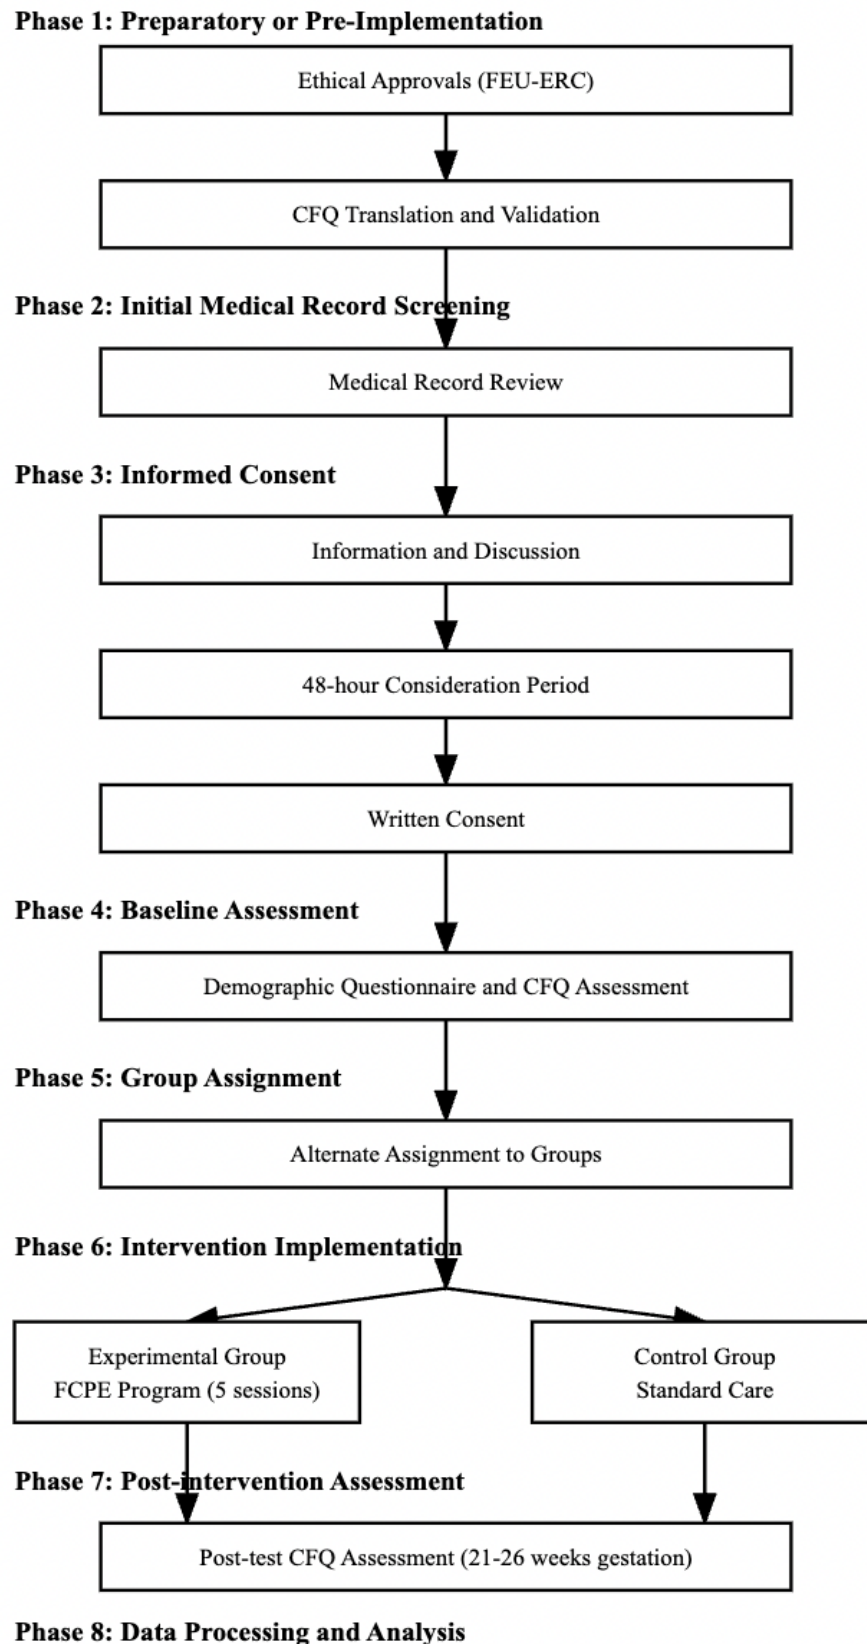 Phase 1: Preparatory or Pre-Implementation
Ethical Approvals (FEU-ERC)
CFQ Translation and Validation
Phase 2: Initial Medical Record Screening
Medical Record Review
Phase 3: Informed Consent
Information and Discussion
48-hour Consideration Period
Written Consent
Phase 4: Baseline Assessment
Demographic Questionnaire and CFQ Assessment
Phase 5: Group Assignment
Alternate Assignment to Groups
Phase 6: Intervention Implementation
Experimental Group
FCPE Program (5 sessions)
Control Group
Standard Care
Phase 7: Post-intervention Assessment
Post-test CFQ Assessment (21-26 weeks gestation)
Phase 8: Data Processing and Analysis